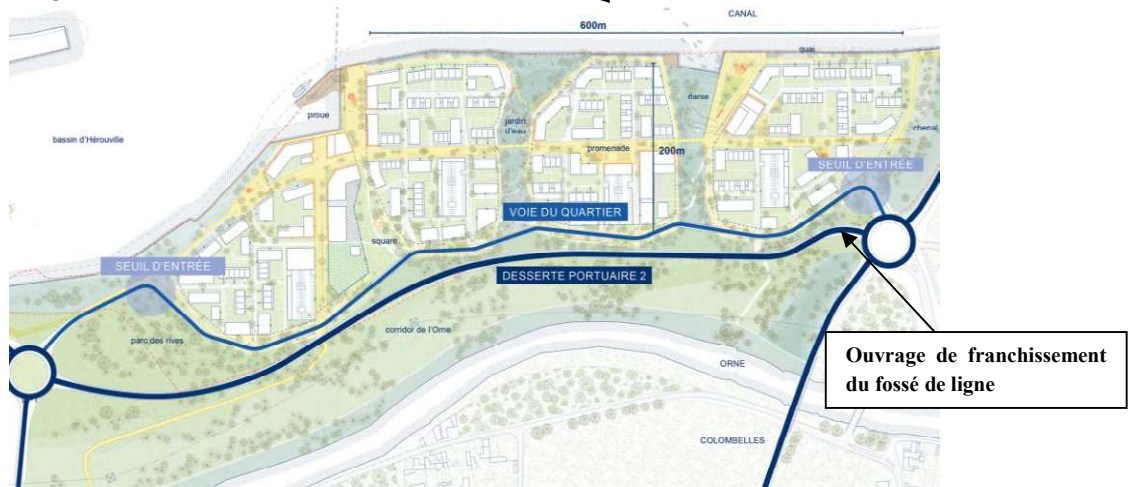 CANAL
600m
quai
proue
jardin
d'eau
darse
bassin d'Hérouville
promenade
200m
chenal
SEUIL D'ENTRÉE
VOIE DU QUARTIER
square
SEUIL D'ENTRÉE
DESSERTE PORTUAIRE 2
corridor de l'Orne
parc des rives
ORNE
Ouvrage de franchissement
du fossé de ligne
COLOMBELLES